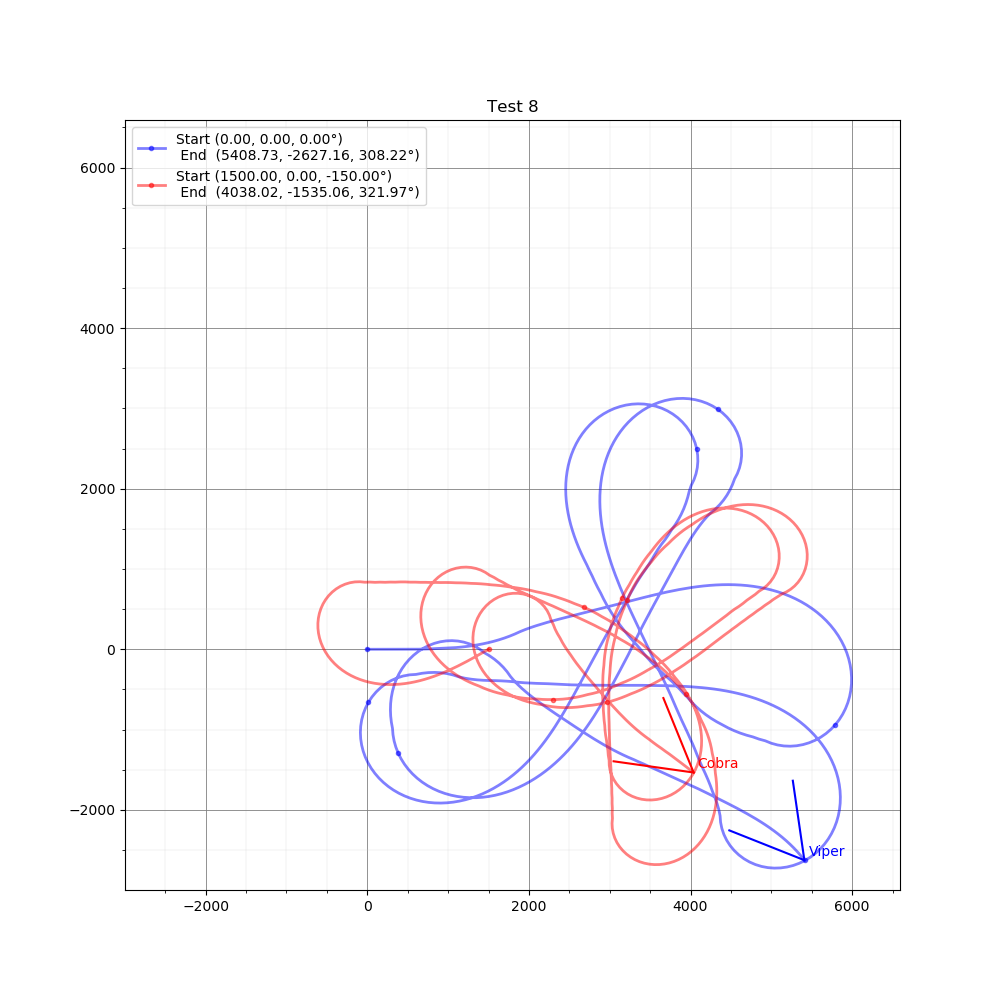 Test 8
Start (0.00, 0.00, 0.00°)
End (5408.73, -2627.16, 308.22°)
Start (1500.00, 0.00, -150.00°)
End (4038.02, -1535.06, 321.97°)
6000
4000
2000
0
−2000
Cobra
Viper
−2000 0 2000 4000 6000